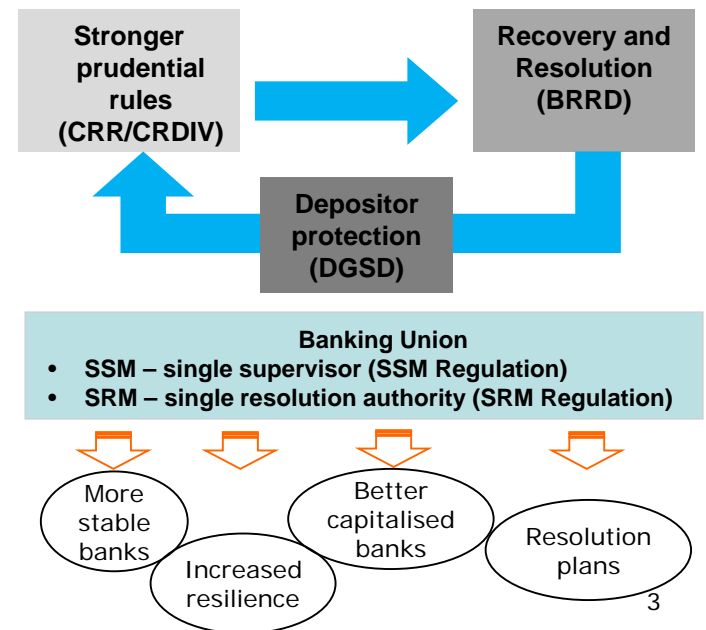 Stronger
prudential
rules
(CRR/CRDIV)
Recovery and
Resolution
(BRRD)
Depositor
protection
(DGSD)
Banking Union
• SSM – single supervisor (SSM Regulation)
• SRM – single resolution authority (SRM Regulation)
More
stable
banks
Increased
resilience
Better
capitalised
banks
Resolution
plans
3